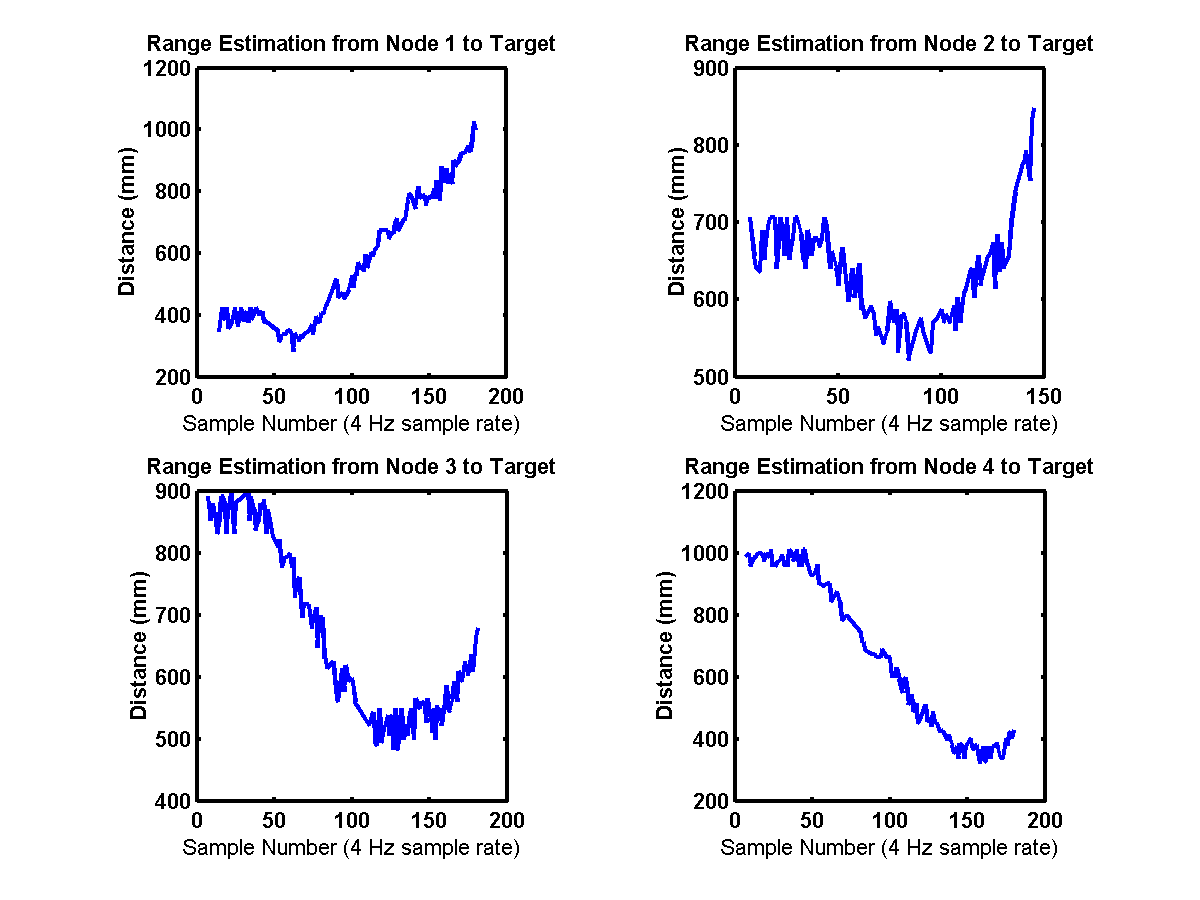 Range Estimation from Node 1 to Target
1200
1000
800
600
400
200
0 50 100 150 200
Distance (mm)
Sample Number (4 Hz sample rate)
Range Estimation from Node 2 to Target
900
800
700
600
500
0 50 100 150
Distance (mm)
Sample Number (4 Hz sample rate)
Range Estimation from Node 3 to Target
900
800
700
600
500
400
0 50 100 150 200
Distance (mm)
Sample Number (4 Hz sample rate)
Range Estimation from Node 4 to Target
1200
1000
800
600
400
200
0 50 100 150 200
Distance (mm)
Sample Number (4 Hz sample rate)